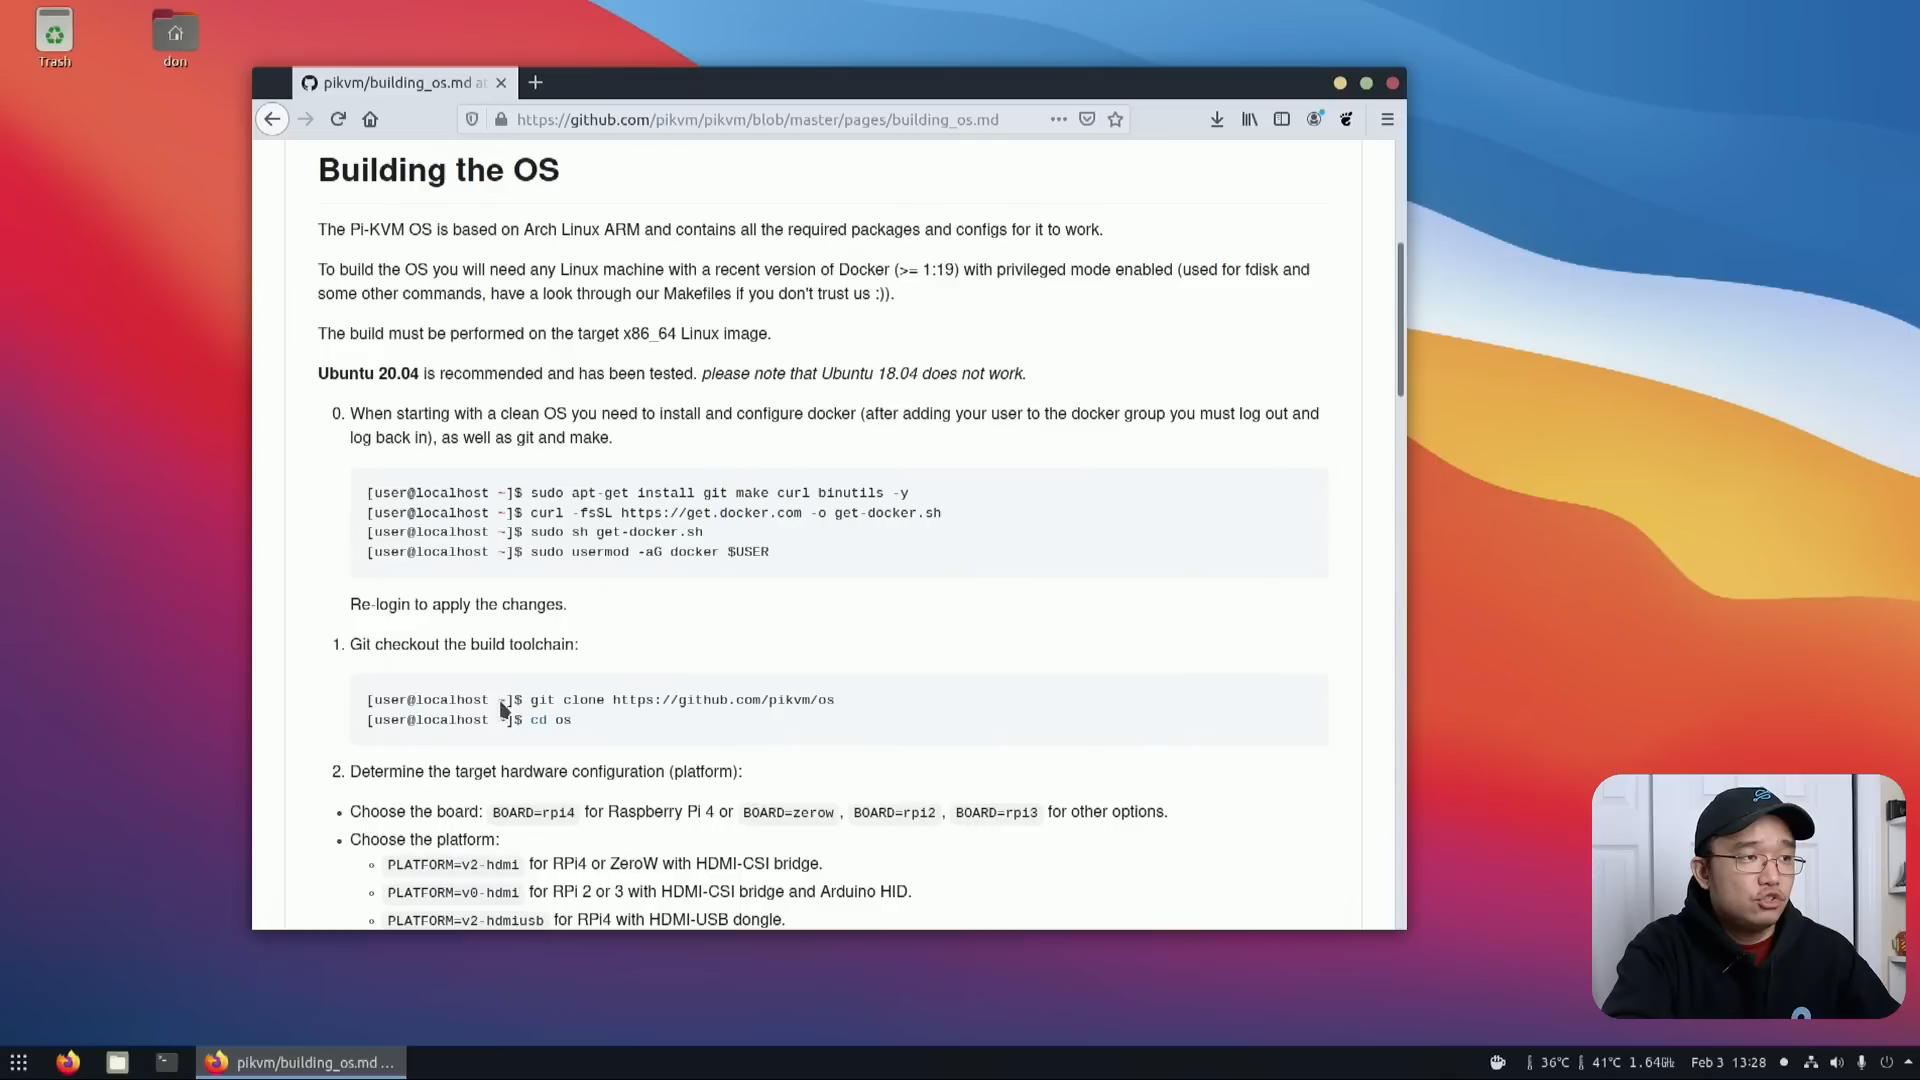 Trash
don
pikvm/building_os.md at
https://github.com/pikvm/pikvm/blob/master/pages/building_os.md
Building the OS
The Pi-KVM OS is based on Arch Linux ARM and contains all the required packages and configs for it to work.
To build the OS you will need any Linux machine with a recent version of Docker (>= 1:19) with privileged mode enabled (used for fdisk and
some other commands, have a look through our Makefiles if you don't trust us :)).
The build must be performed on the target x86_64 Linux image.
Ubuntu 20.04 is recommended and has been tested. please note that Ubuntu 18.04 does not work.
0. When starting with a clean OS you need to install and configure docker (after adding your user to the docker group you must log out and
log back in), as well as git and make.
[user@localhost ~]$ sudo apt-get install git make curl binutils -y
[user@localhost ~]$ curl -fsSL https://get.docker.com -o get-docker.sh
[user@localhost ~]$ sudo sh get-docker.sh
[user@localhost ~]$ sudo usermod -aG docker $USER
Re-login to apply the changes.
1. Git checkout the build toolchain:
[user@localhost ~]$ git clone https://github.com/pikvm/os
[user@localhost ~]$ cd os
2. Determine the target hardware configuration (platform):
• Choose the board: BOARD=rpi4 for Raspberry Pi 4 or BOARD=zerow , BOARD=rpi2 , BOARD=rpi3 for other options.
• Choose the platform:
◦ PLATFORM=v2-hdmi for RPi4 or ZeroW with HDMI-CSI bridge.
◦ PLATFORM=v0-hdmi for RPi 2 or 3 with HDMI-CSI bridge and Arduino HID.
◦ PLATFORM=v2-hdmiusb for RPi4 with HDMI-USB dongle.
pikvm/building_os.md ...
36°C 41°C 1.64GHz Feb 3 13:28